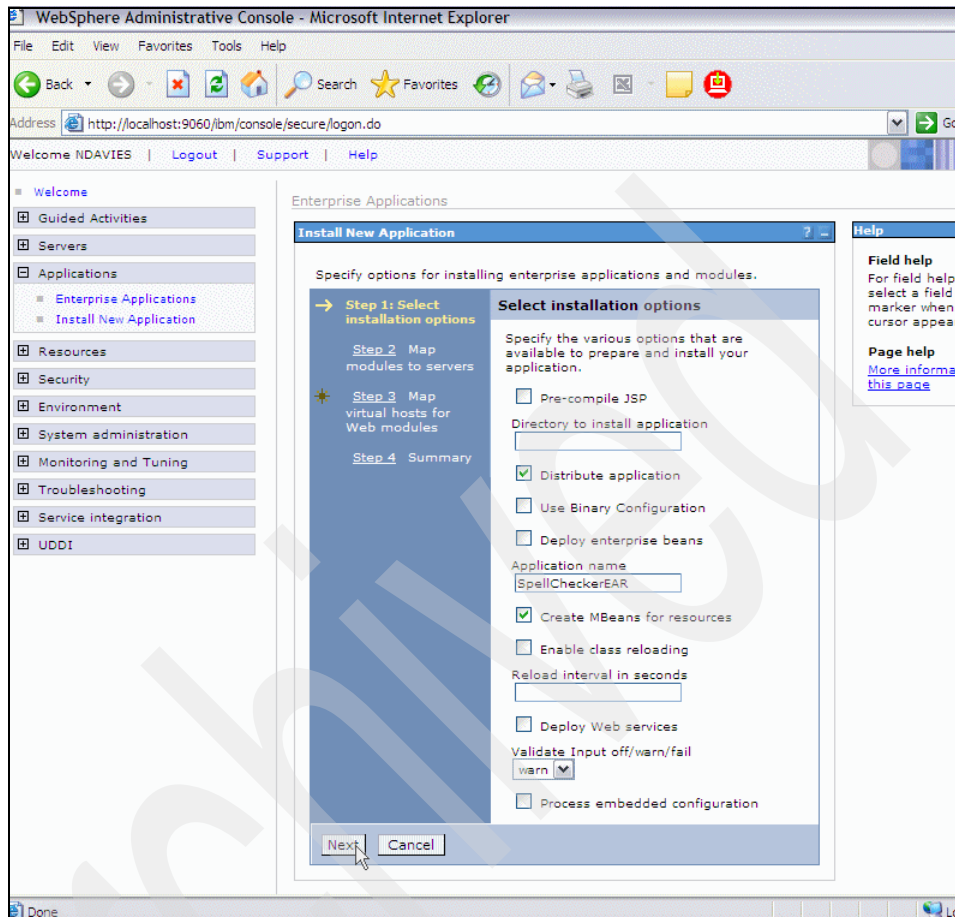 WebSphere Administrative Console - Microsoft Internet Explorer
File Edit View Favorites Tools Help
Back Search Favorites
Address http://localhost:9060/ibm/console/secure/logon.do Go
Welcome NDAVIES | Logout | Support | Help
Welcome
Guided Activities
Servers
Applications
Enterprise Applications
Install New Application
Resources
Security
Environment
System administration
Monitoring and Tuning
Troubleshooting
Service integration
UDDI
Enterprise Applications
Install New Application ? _
Specify options for installing enterprise applications and modules.
Step 1: Select
installation options
Step 2 Map
modules to servers
Step 3 Map
virtual hosts for
Web modules
Step 4 Summary
Select installation options
Specify the various options that are
available to prepare and install your
application.
Pre-compile JSP
Directory to install application
Distribute application
Use Binary Configuration
Deploy enterprise beans
Application name
SpellCheckerEAR
Create MBeans for resources
Enable class reloading
Reload interval in seconds
Deploy Web services
Validate Input off/warn/fail
warn
Process embedded configuration
Next Cancel
Help
Field help
For field help
select a field
marker when
cursor appea
Page help
More informa
this page
Done Lo
archived